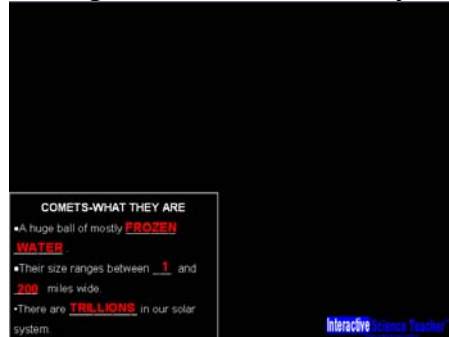 COMETS-WHAT THEY ARE
•A huge ball of mostly FROZEN
WATER.
•Their size ranges between 1 and
200 miles wide.
•There are TRILLIONS in our solar
system.
Interactive Science Teacher